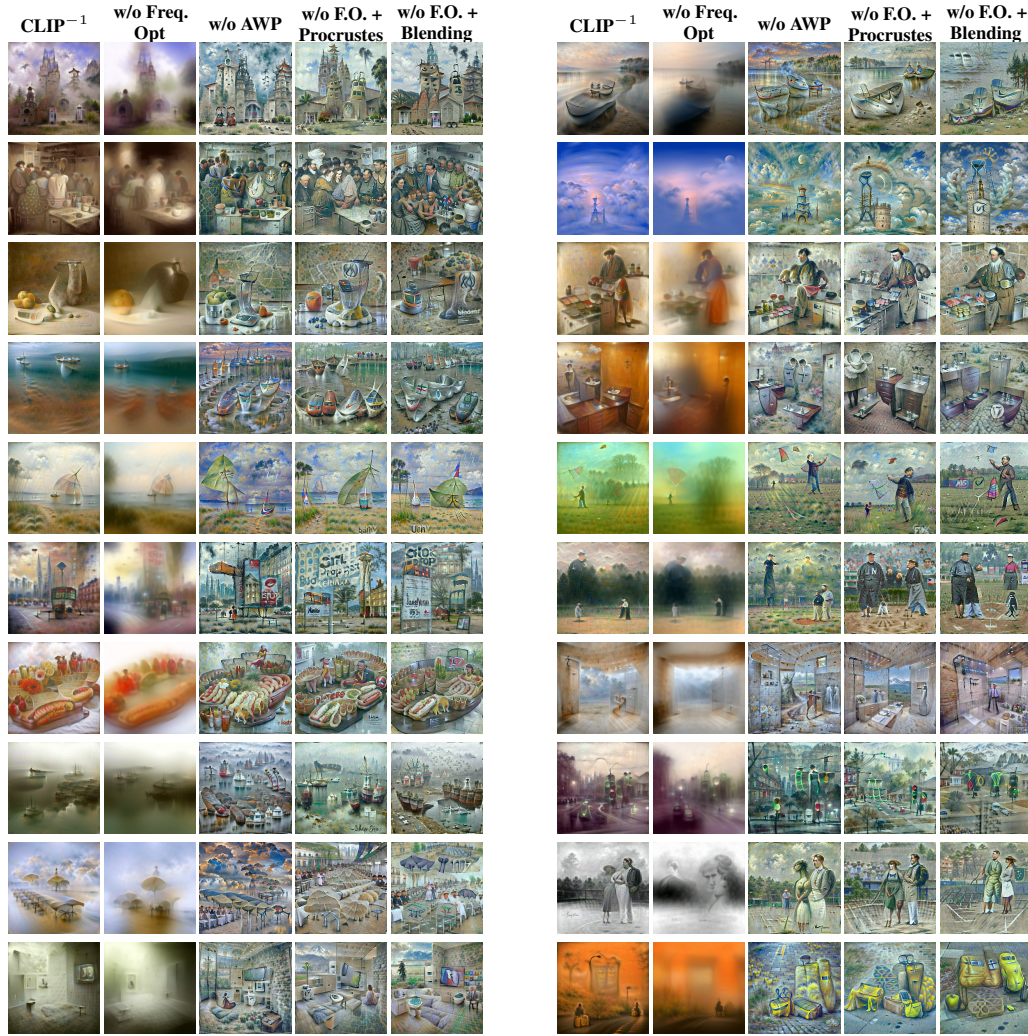 CLIP⁻¹
w/o Freq.
Opt
w/o AWP
w/o F.O. +
Procrustes
w/o F.O. +
Blending
CLIP⁻¹
w/o Freq.
Opt
w/o AWP
w/o F.O. +
Procrustes
w/o F.O. +
Blending